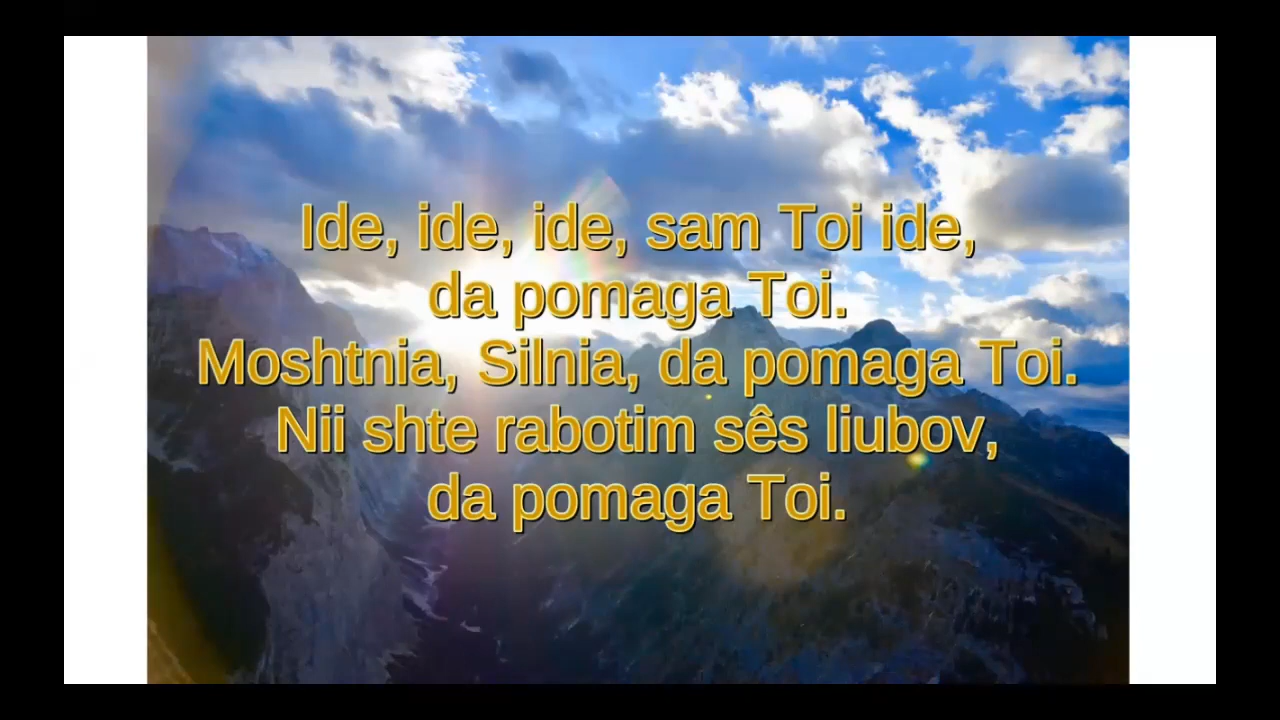 Ide, ide, ide, sam Toi ide,
da pomaga Toi.
Moshtnia, Silnia, da pomaga Toi.
Nii shte rabotim sês liubov,
da pomaga Toi.